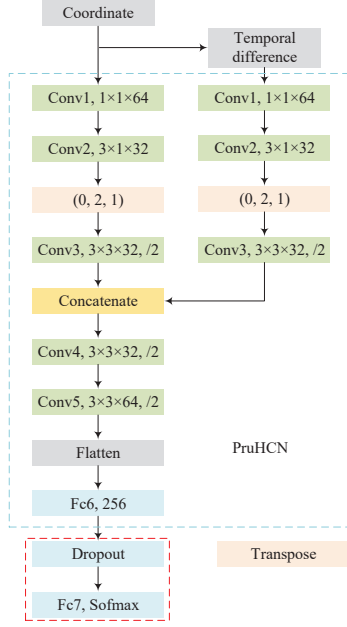 Coordinate
Temporal
difference
Conv1, 1×1×64
Conv1, 1×1×64
Conv2, 3×1×32
Conv2, 3×1×32
(0, 2, 1)
(0, 2, 1)
Conv3, 3×3×32, /2
Conv3, 3×3×32, /2
Concatenate
Conv4, 3×3×32, /2
Conv5, 3×3×64, /2
Flatten
PruHCN
Fc6, 256
Dropout
Transpose
Fc7, Sofmax